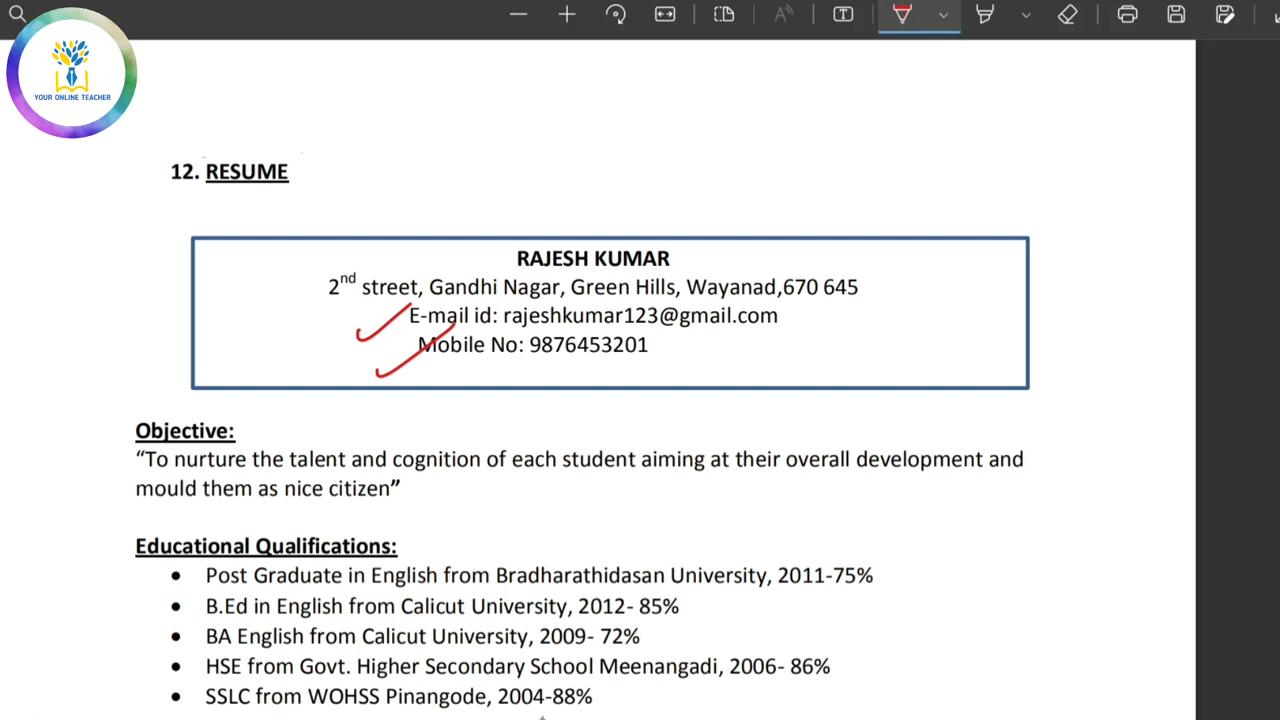 YOUR ONLINE TEACHER
12. RESUME
RAJESH KUMAR
2nd street, Gandhi Nagar, Green Hills, Wayanad,670 645
E-mail id: rajeshkumar123@gmail.com
Mobile No: 9876453201
Objective:
“To nurture the talent and cognition of each student aiming at their overall development and
mould them as nice citizen”
Educational Qualifications:
• Post Graduate in English from Bradharathidasan University, 2011-75%
• B.Ed in English from Calicut University, 2012- 85%
• BA English from Calicut University, 2009- 72%
• HSE from Govt. Higher Secondary School Meenangadi, 2006- 86%
• SSLC from WOHSS Pinangode, 2004-88%